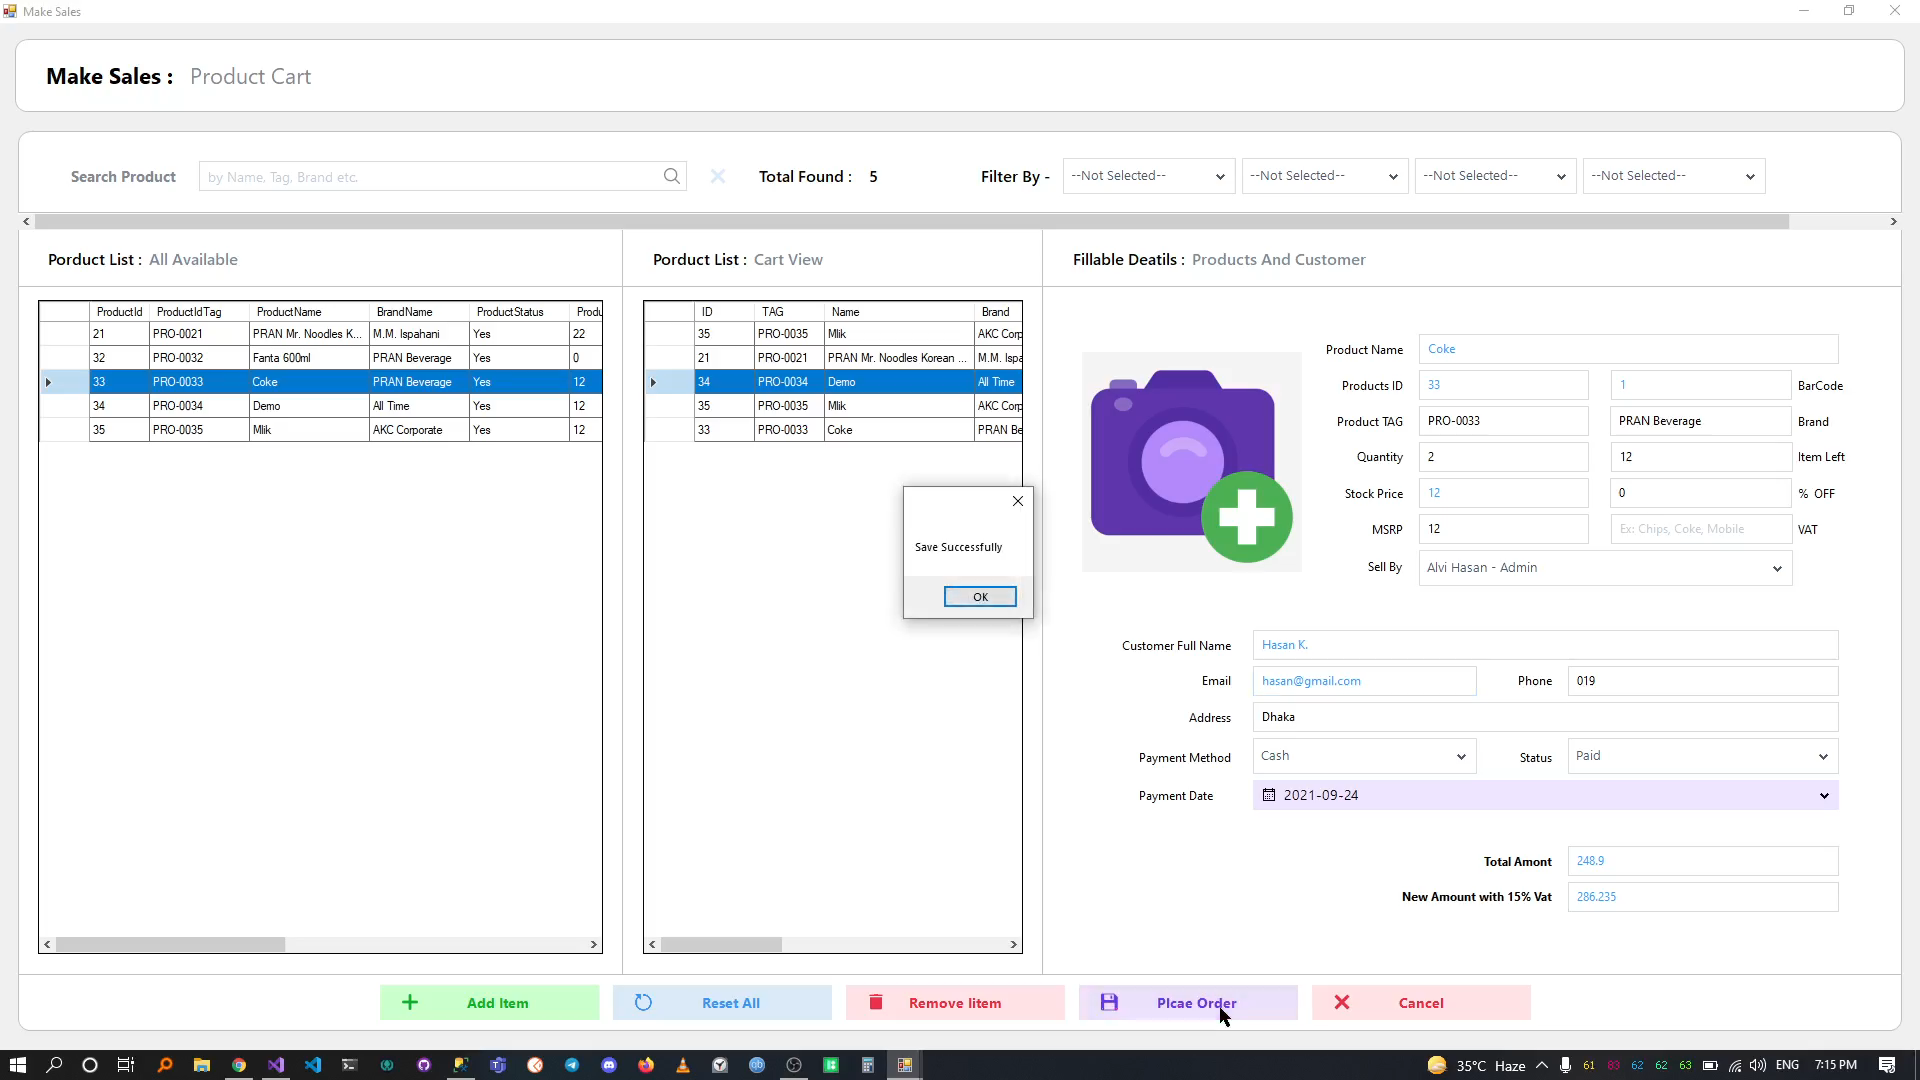 Make Sales
Make Sales : Product Cart
Search Product by Name, Tag, Brand etc. Total Found : 5 Filter By - --Not Selected-- --Not Selected-- --Not Selected-- --Not Selected--
Porduct List : All Available
ProductId ProductIdTag ProductName BrandName ProductStatus Produ
21 PRO-0021 PRAN Mr. Noodles K... M.M. Ispahani Yes 22
32 PRO-0032 Fanta 600ml PRAN Beverage Yes 0
33 PRO-0033 Coke PRAN Beverage Yes 12
34 PRO-0034 Demo All Time Yes 12
35 PRO-0035 Mlik AKC Corporate Yes 12
Porduct List : Cart View
ID TAG Name Brand
35 PRO-0035 Mlik AKC Corp
21 PRO-0021 PRAN Mr. Noodles Korean ... M.M. Ispa
34 PRO-0034 Demo All Time
35 PRO-0035 Mlik AKC Corp
33 PRO-0033 Coke PRAN Be
Save Successfully
OK
Fillable Deatils : Products And Customer
Product Name Coke
Products ID 33 1 BarCode
Product TAG PRO-0033 PRAN Beverage Brand
Quantity 2 12 Item Left
Stock Price 12 0 % OFF
MSRP 12 Ex: Chips, Coke, Mobile VAT
Sell By Alvi Hasan - Admin
Customer Full Name Hasan K.
Email hasan@gmail.com Phone 019
Address Dhaka
Payment Method Cash Status Paid
Payment Date 2021-09-24
Total Amont 248.9
New Amount with 15% Vat 286.235
Add Item Reset All Remove Iitem Plcae Order Cancel
35°C Haze 61 83 62 62 63 ENG 7:15 PM